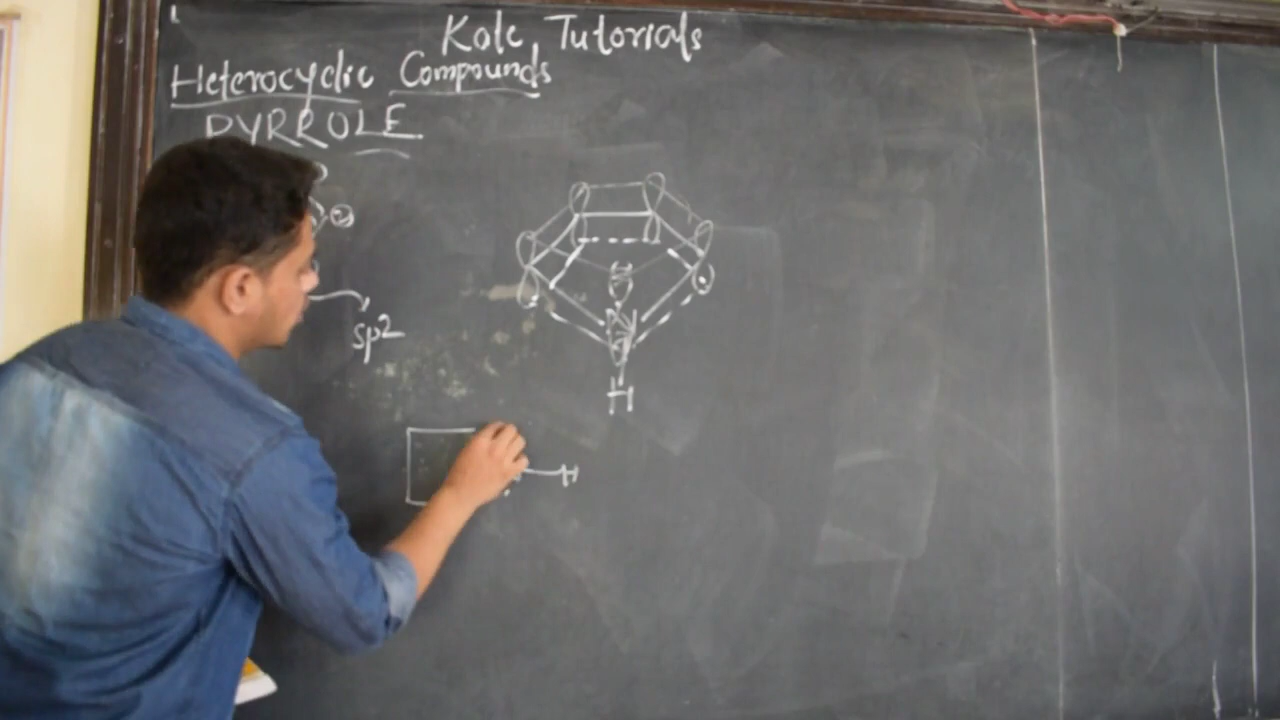 Kole Tutorials
Heterocyclic Compounds
PYRROLE
sp2
H
H